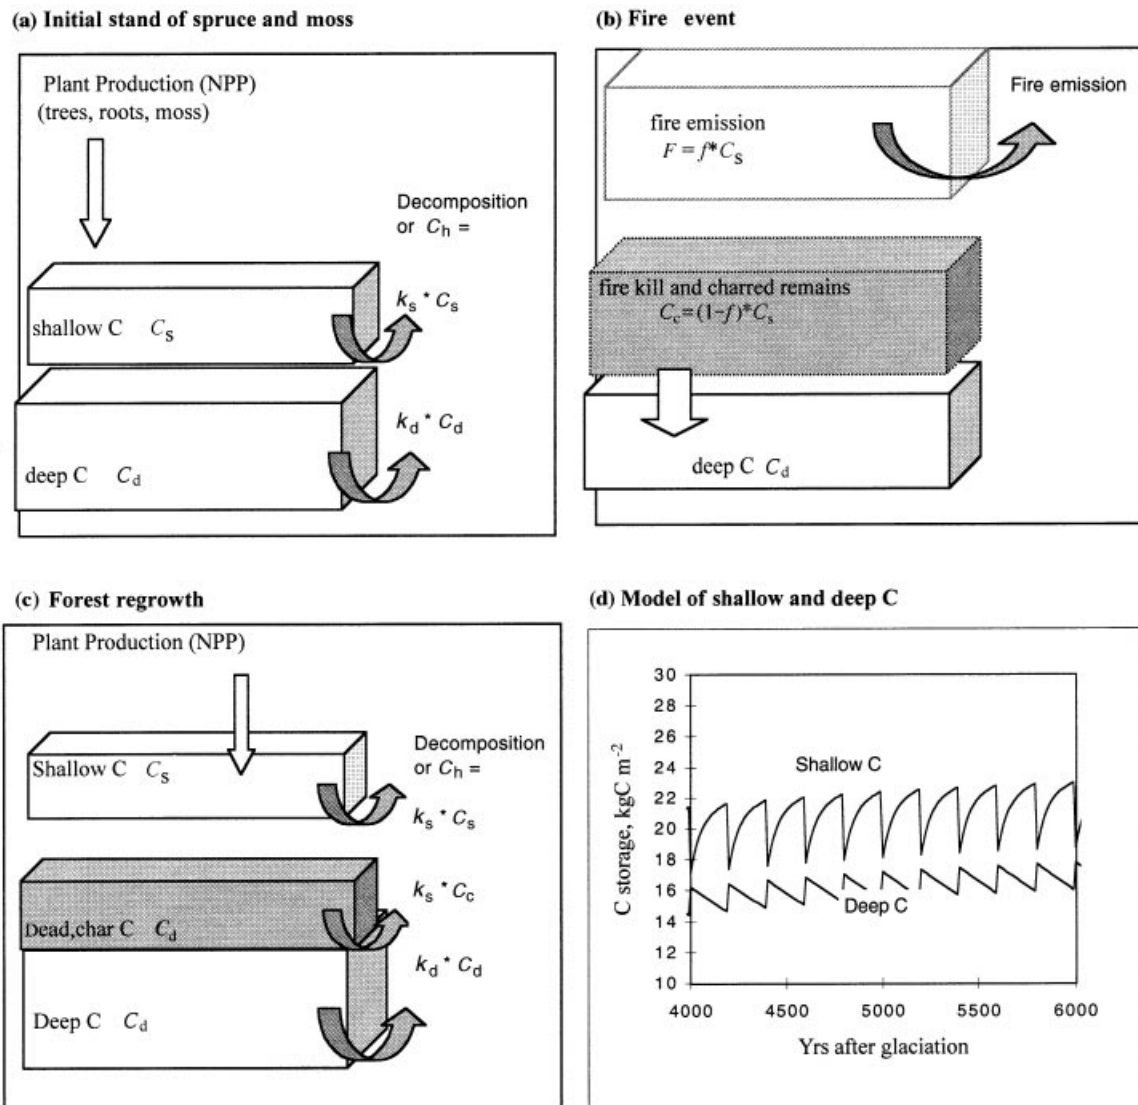 (a) Initial stand of spruce and moss
Plant Production (NPP)
(trees, roots, moss)
Decomposition
or Ch =
shallow C Cs
ks * Cs
kd * Cd
deep C Cd
(b) Fire event
Fire emission
fire emission
F = f*Cs
fire kill and charred remains
Cc=(1−f)*Cs
deep C Cd
(c) Forest regrowth
Plant Production (NPP)
Shallow C Cs
Decomposition
or Ch =
ks * Cs
ks * Cc
Dead,char C Cd
kd * Cd
Deep C Cd
(d) Model of shallow and deep C
C storage, kgC m-2
30
28
26
24
22
20
18
16
14
12
10
Shallow C
Deep C
4000 4500 5000 5500 6000
Yrs after glaciation